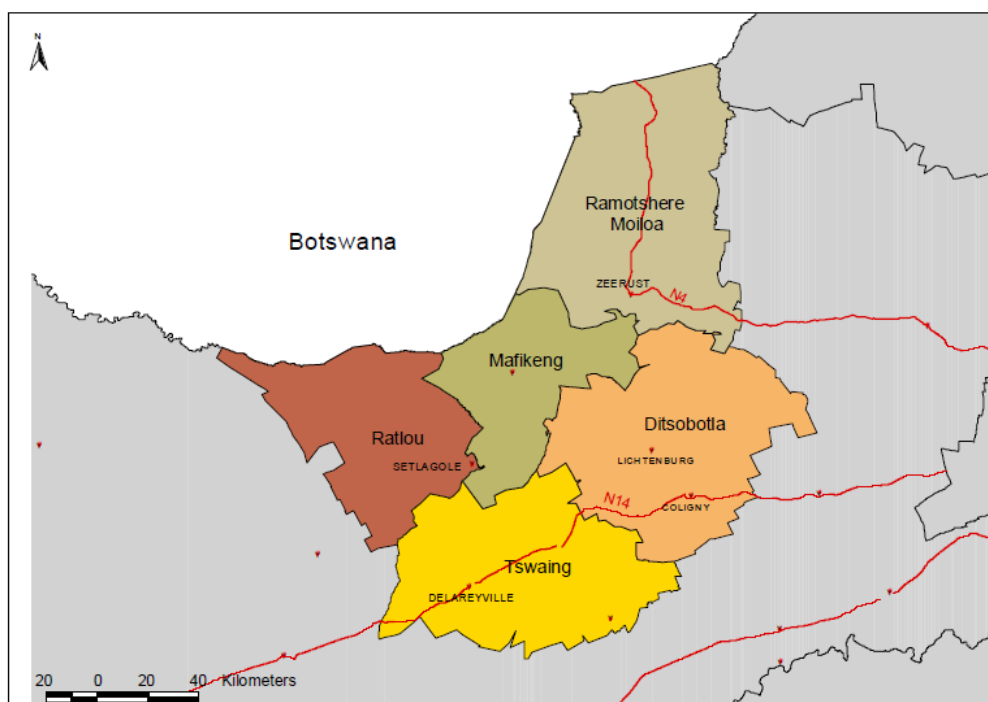 N
Ramotshere
Moiloa
Botswana
ZEERUST
N4
Mafikeng
Ratlou
Ditsobotla
SETLAGOLE
LICHTENBURG
N14
COLIGNY
Tswaing
DELAREYVILLE
20 0 20 40 Kilometers